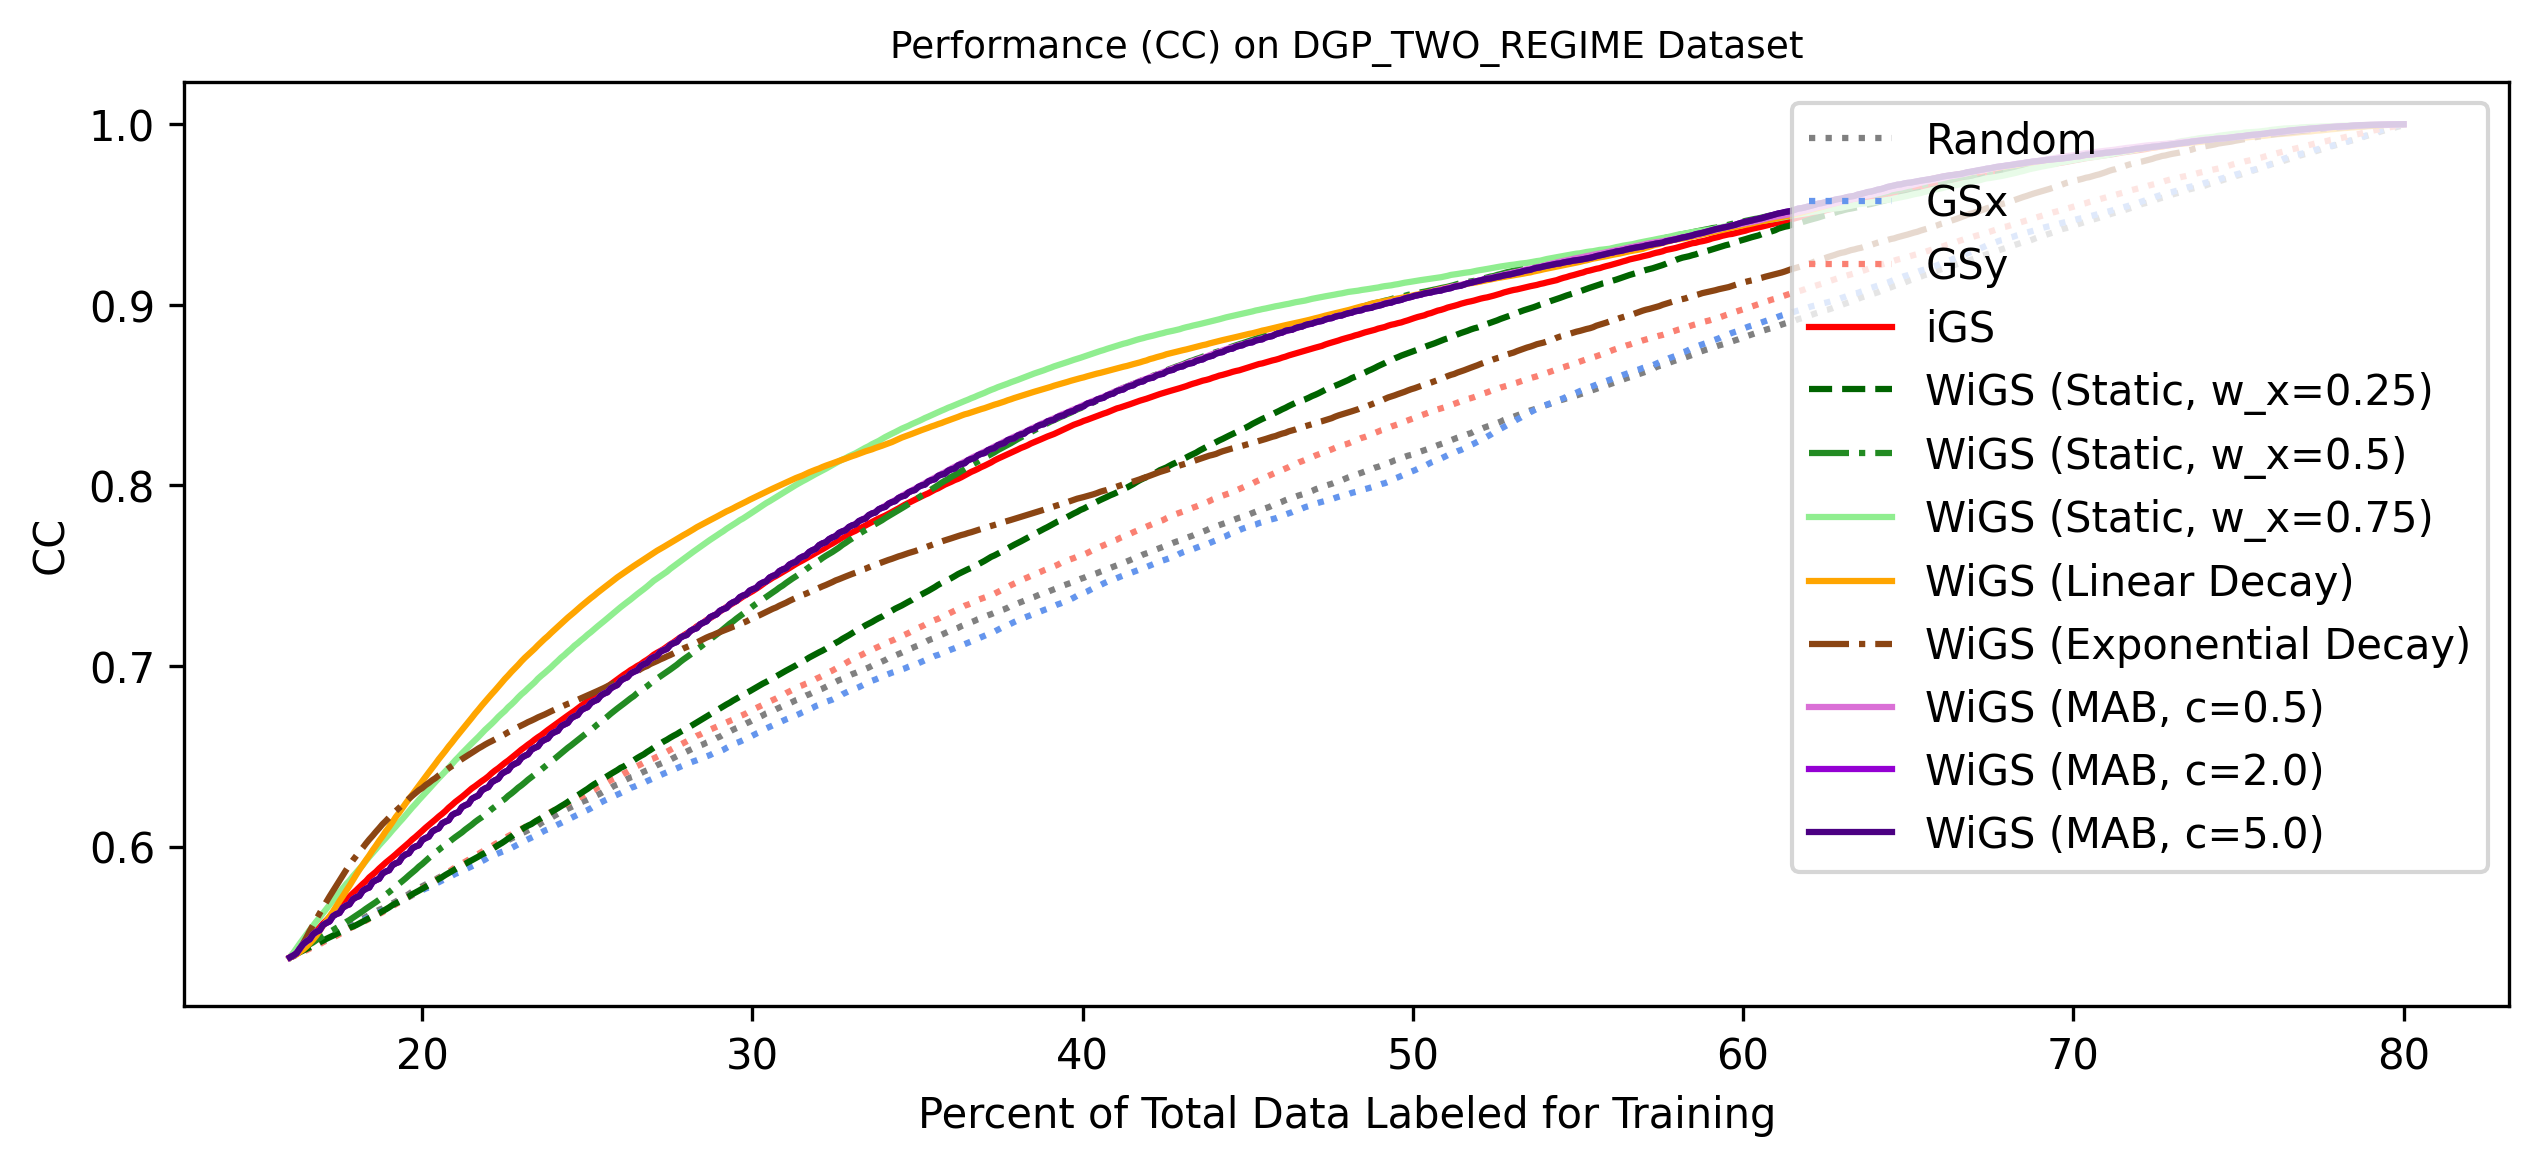 Performance (CC) on DGP_TWO_REGIME Dataset
CC
1.0
0.9
0.8
0.7
0.6
20
30
40
50
60
70
80
Percent of Total Data Labeled for Training
Random
GSx
GSy
iGS
WiGS (Static, w_x=0.25)
WiGS (Static, w_x=0.5)
WiGS (Static, w_x=0.75)
WiGS (Linear Decay)
WiGS (Exponential Decay)
WiGS (MAB, c=0.5)
WiGS (MAB, c=2.0)
WiGS (MAB, c=5.0)